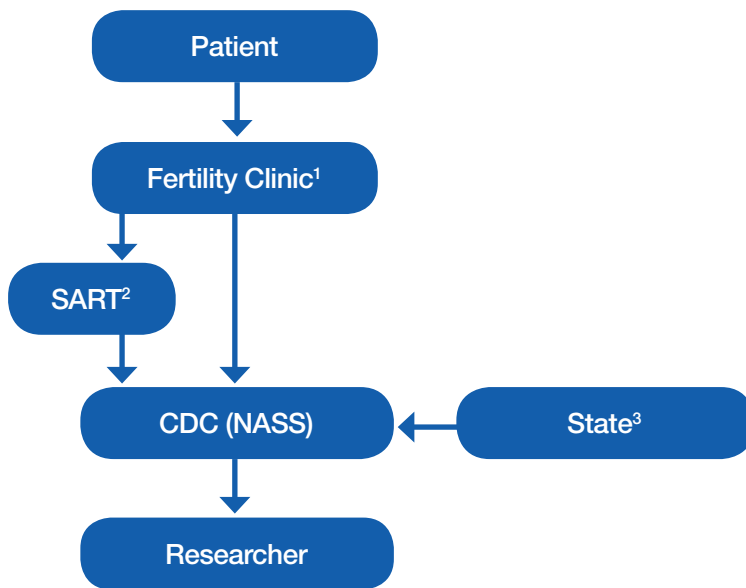 Patient
Fertility Clinic¹
SART²
CDC (NASS)
State³
Researcher